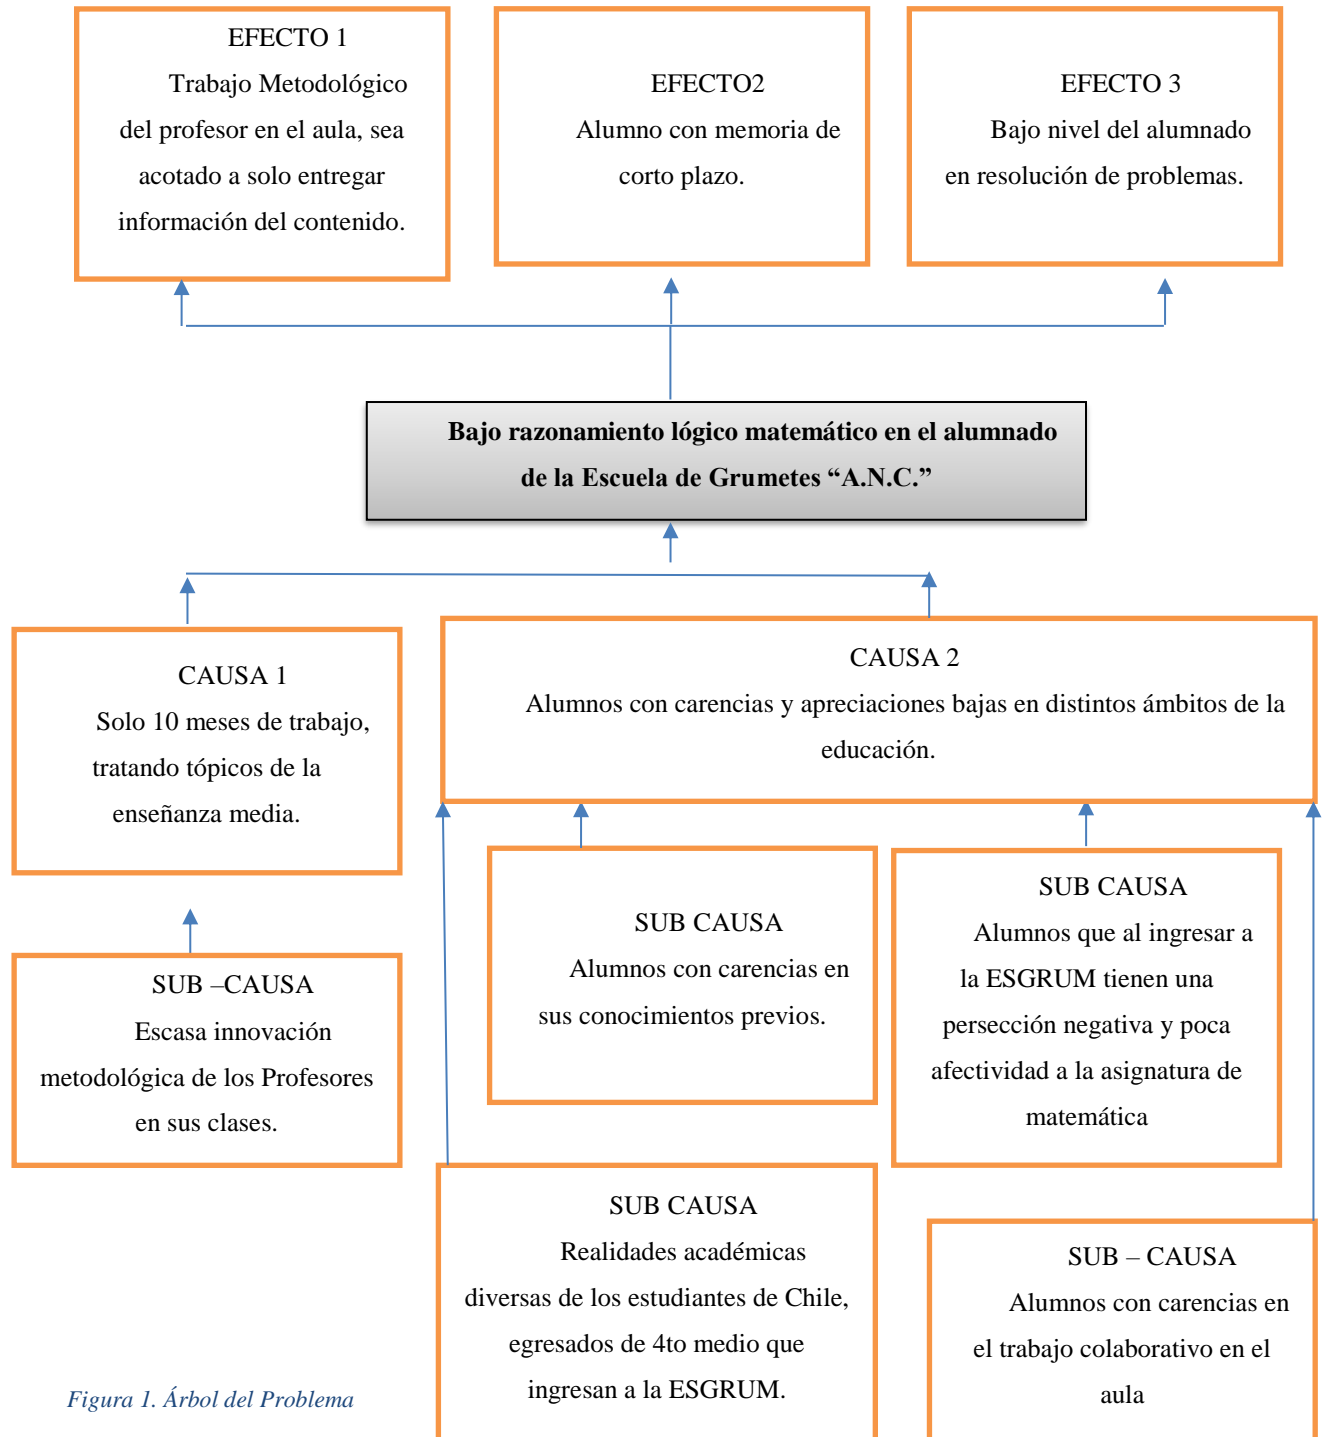 EFECTO 1
Trabajo Metodológico
del profesor en el aula, sea
acotado a solo entregar
información del contenido.
EFECTO2
Alumno con memoria de
corto plazo.
EFECTO 3
Bajo nivel del alumnado
en resolución de problemas.
Bajo razonamiento lógico matemático en el alumnado
de la Escuela de Grumetes “A.N.C.”
CAUSA 1
Solo 10 meses de trabajo,
tratando tópicos de la
enseñanza media.
CAUSA 2
Alumnos con carencias y apreciaciones bajas en distintos ámbitos de la
educación.
SUB –CAUSA
Escasa innovación
metodológica de los Profesores
en sus clases.
SUB CAUSA
Alumnos con carencias en
sus conocimientos previos.
SUB CAUSA
Alumnos que al ingresar a
la ESGRUM tienen una
persección negativa y poca
afectividad a la asignatura de
matemática
SUB CAUSA
Realidades académicas
diversas de los estudiantes de Chile,
egresados de 4to medio que
ingresan a la ESGRUM.
SUB – CAUSA
Alumnos con carencias en
el trabajo colaborativo en el
aula
Figura 1. Árbol del Problema